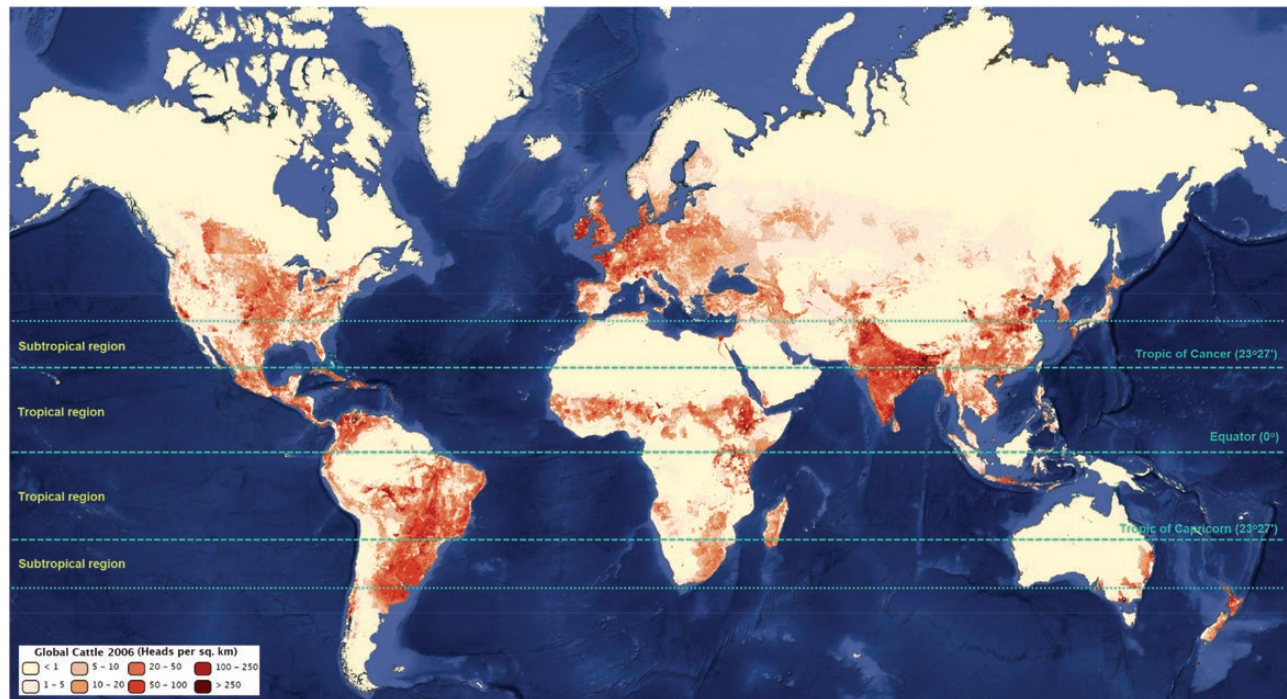 Subtropical region
Tropic of Cancer (23°27')
Tropical region
Equator (0°)
Tropical region
Tropic of Capricorn (23°27')
Subtropical region
Global Cattle 2006 (Heads per sq. km)
< 1 5 – 10 20 – 50 100 – 250
1 – 5 10 – 20 50 – 100 > 250